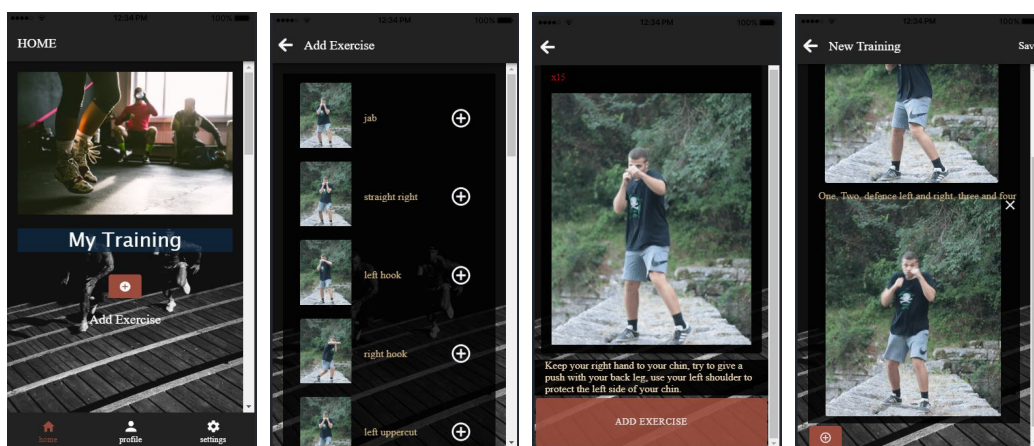 12:34 PM
100%
HOME
My Training
Add Exercise
home
profile
settings
12:34 PM
100%
Add Exercise
jab
straight right
left hook
right hook
left uppercut
12:34 PM
100%
x15
Keep your right hand to your chin, try to give a
push with your back leg, use your left shoulder to
protect the left side of your chin.
ADD EXERCISE
12:34 PM
100%
New Training
Sav
One, Two, defence left and right, three and four